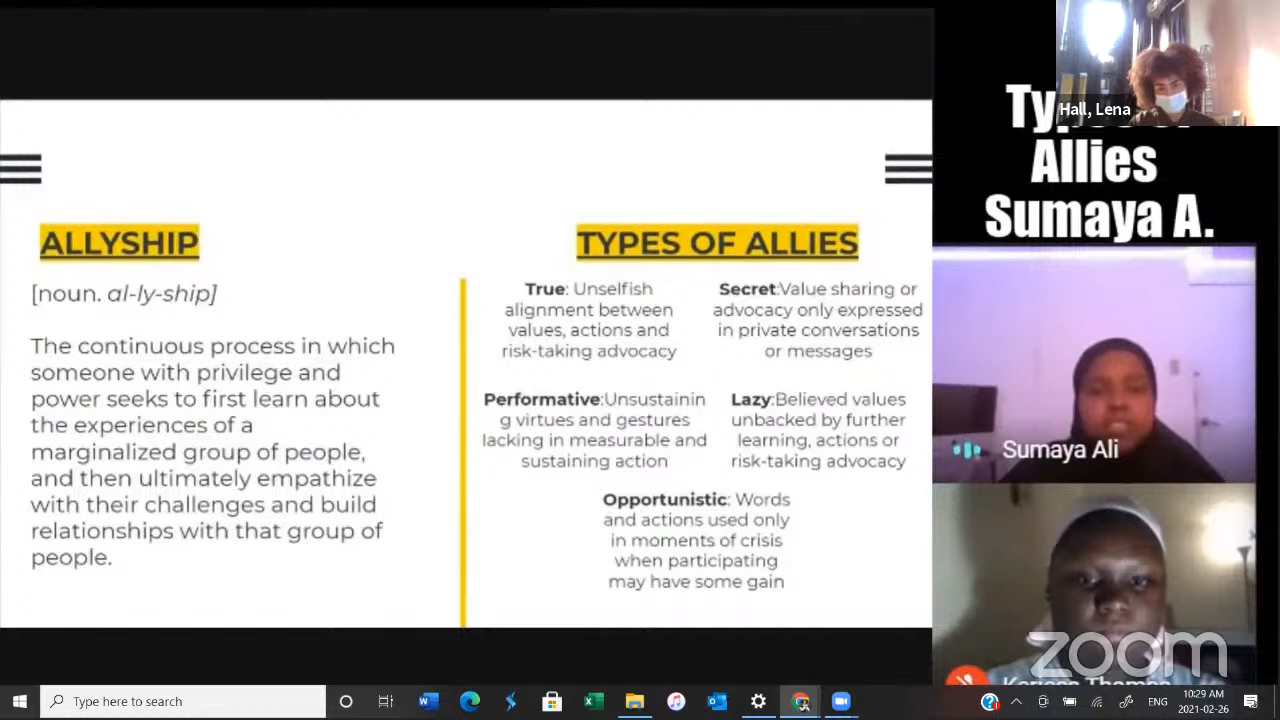 Hall, Lena
Types of
Allies
Sumaya A.
ALLYSHIP
[noun. al-ly-ship]
The continuous process in which
someone with privilege and
power seeks to first learn about
the experiences of a
marginalized group of people,
and then ultimately empathize
with their challenges and build
relationships with that group of
people.
TYPES OF ALLIES
True: Unselfish
alignment between
values, actions and
risk-taking advocacy
Secret:Value sharing or
advocacy only expressed
in private conversations
or messages
Performative:Unsustainin
g virtues and gestures
lacking in measurable and
sustaining action
Lazy:Believed values
unbacked by further
learning, actions or
risk-taking advocacy
Opportunistic: Words
and actions used only
in moments of crisis
when participating
may have some gain
Sumaya Ali
zoom
Type here to search
ENG
10:29 AM
2021-02-26